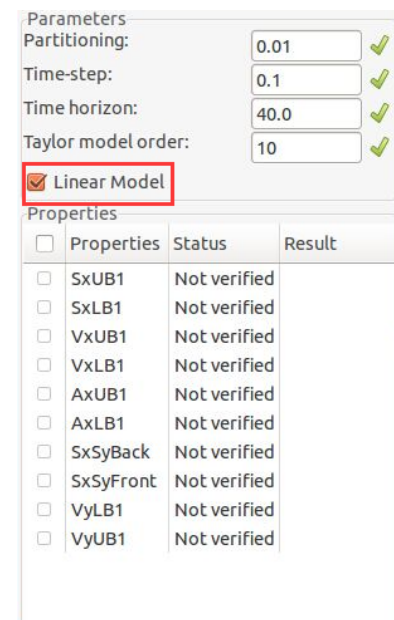 Parameters
Partitioning: 0.01
Time-step: 0.1
Time horizon: 40.0
Taylor model order: 10
Linear Model
Properties
Properties Status Result
SxUB1 Not verified
SxLB1 Not verified
VxUB1 Not verified
VxLB1 Not verified
AxUB1 Not verified
AxLB1 Not verified
SxSyBack Not verified
SxSyFront Not verified
VyLB1 Not verified
VyUB1 Not verified